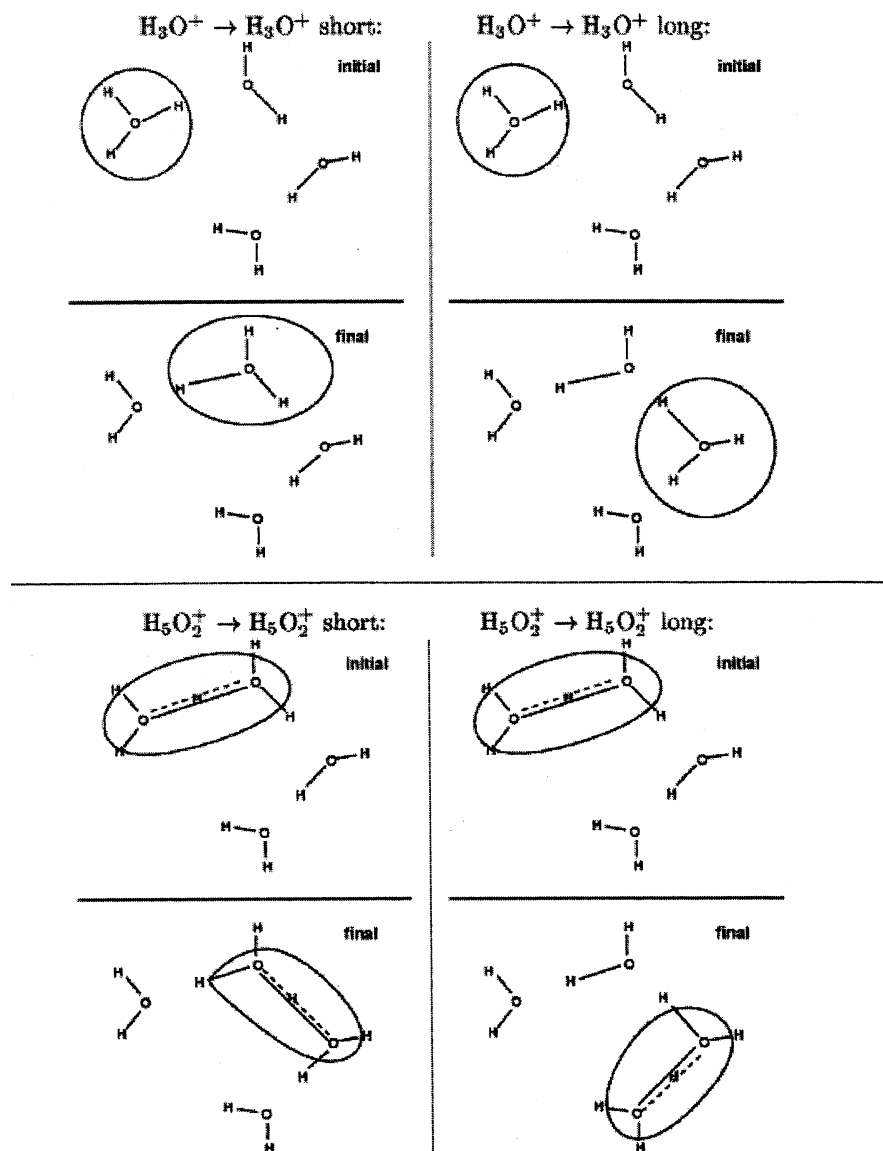 H₃O⁺ → H₃O⁺ short:
H
initial
H O
H
O H
H
O H
H
H O
H
H
final
H O
H
O H
H
O H
H
H O
H
H₃O⁺ → H₃O⁺ long:
H
initial
H O
H
O H
H
O H
H
H O
H
H
final
H O
H
O H
H
O H
H
H O
H
H₅O₂⁺ → H₅O₂⁺ short:
H
initial
H O
H
O H
H
O H
H
H O
H
H
final
H O
H
O H
H
O H
H
H O
H
H₅O₂⁺ → H₅O₂⁺ long:
H
initial
H O
H
O H
H
O H
H
H O
H
H
final
H O
H
O H
H
O H
H
H O
H